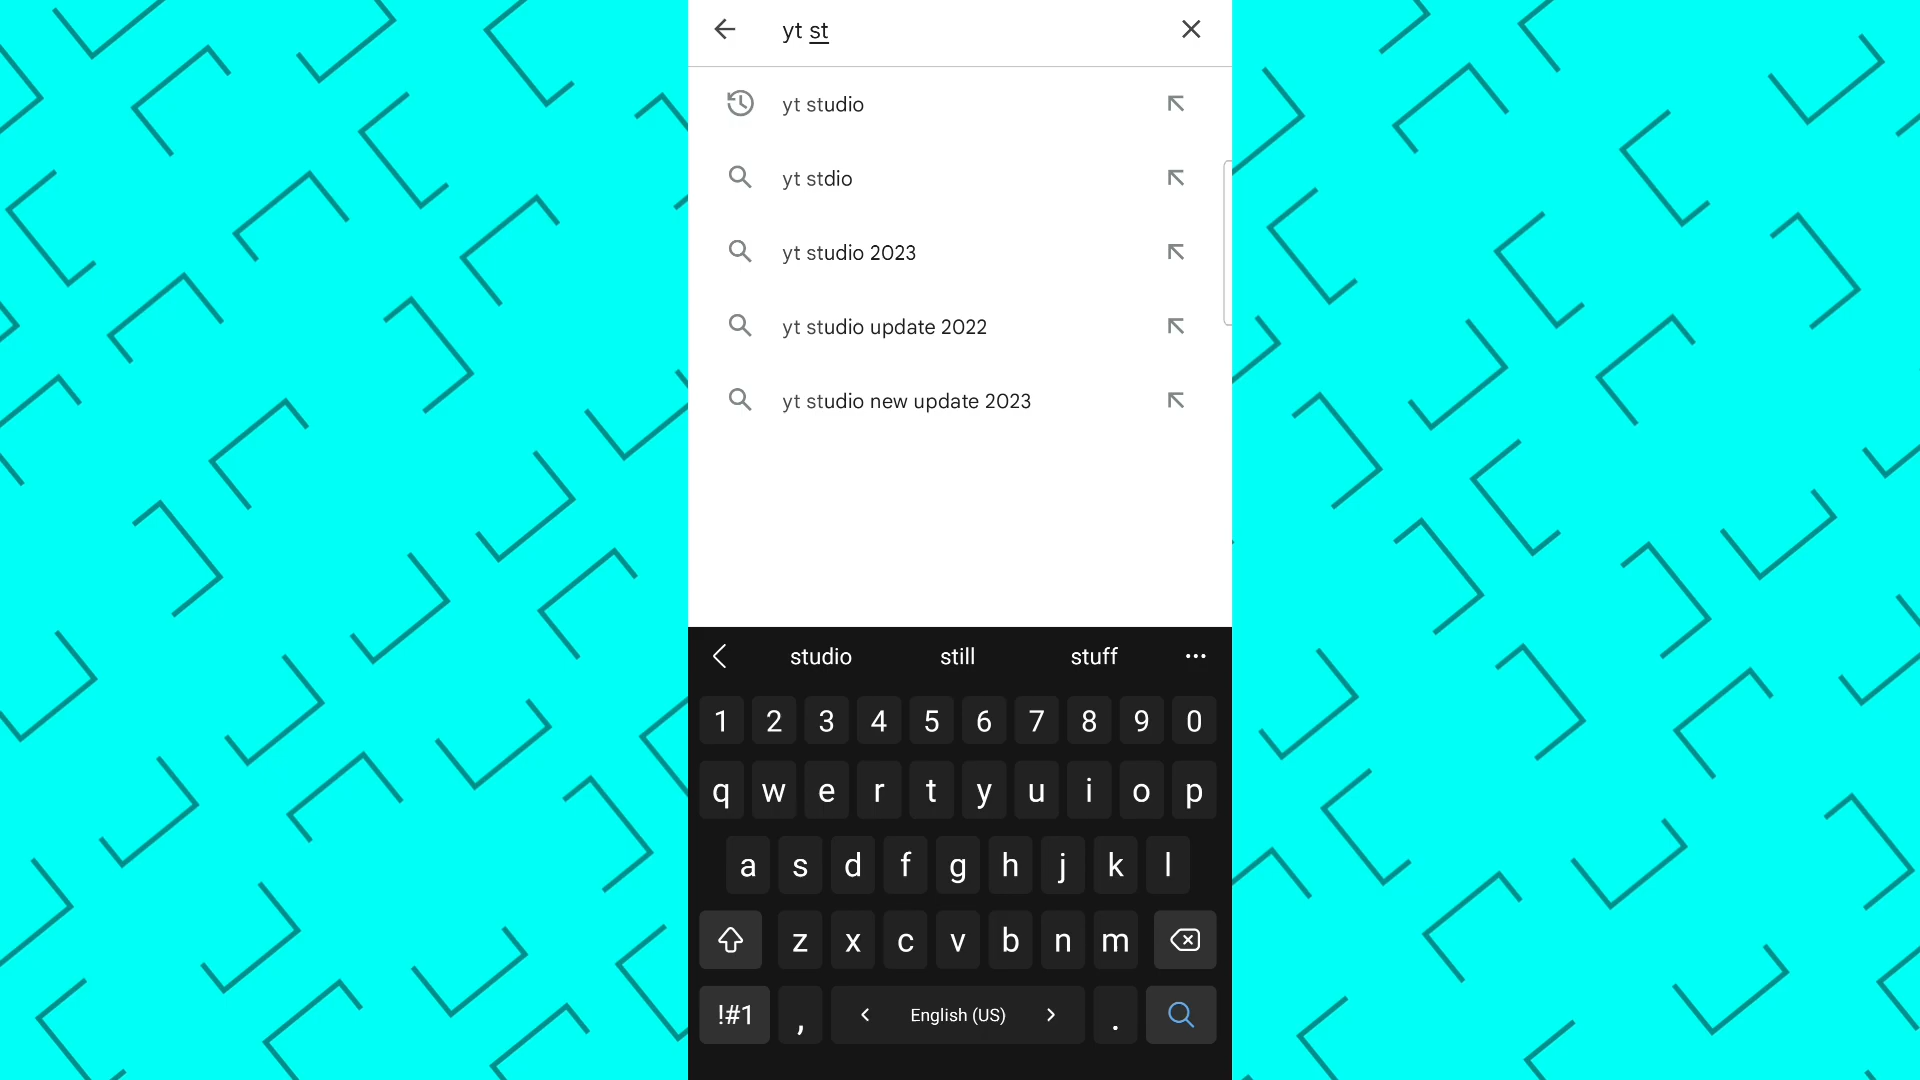 yt st
yt studio
yt stdio
yt studio 2023
yt studio update 2022
yt studio new update 2023
studio still stuff ...
1 2 3 4 5 6 7 8 9 0
q w e r t y u i o p
a s d f g h j k l
z x c v b n m
!#1 , < English (US) > .